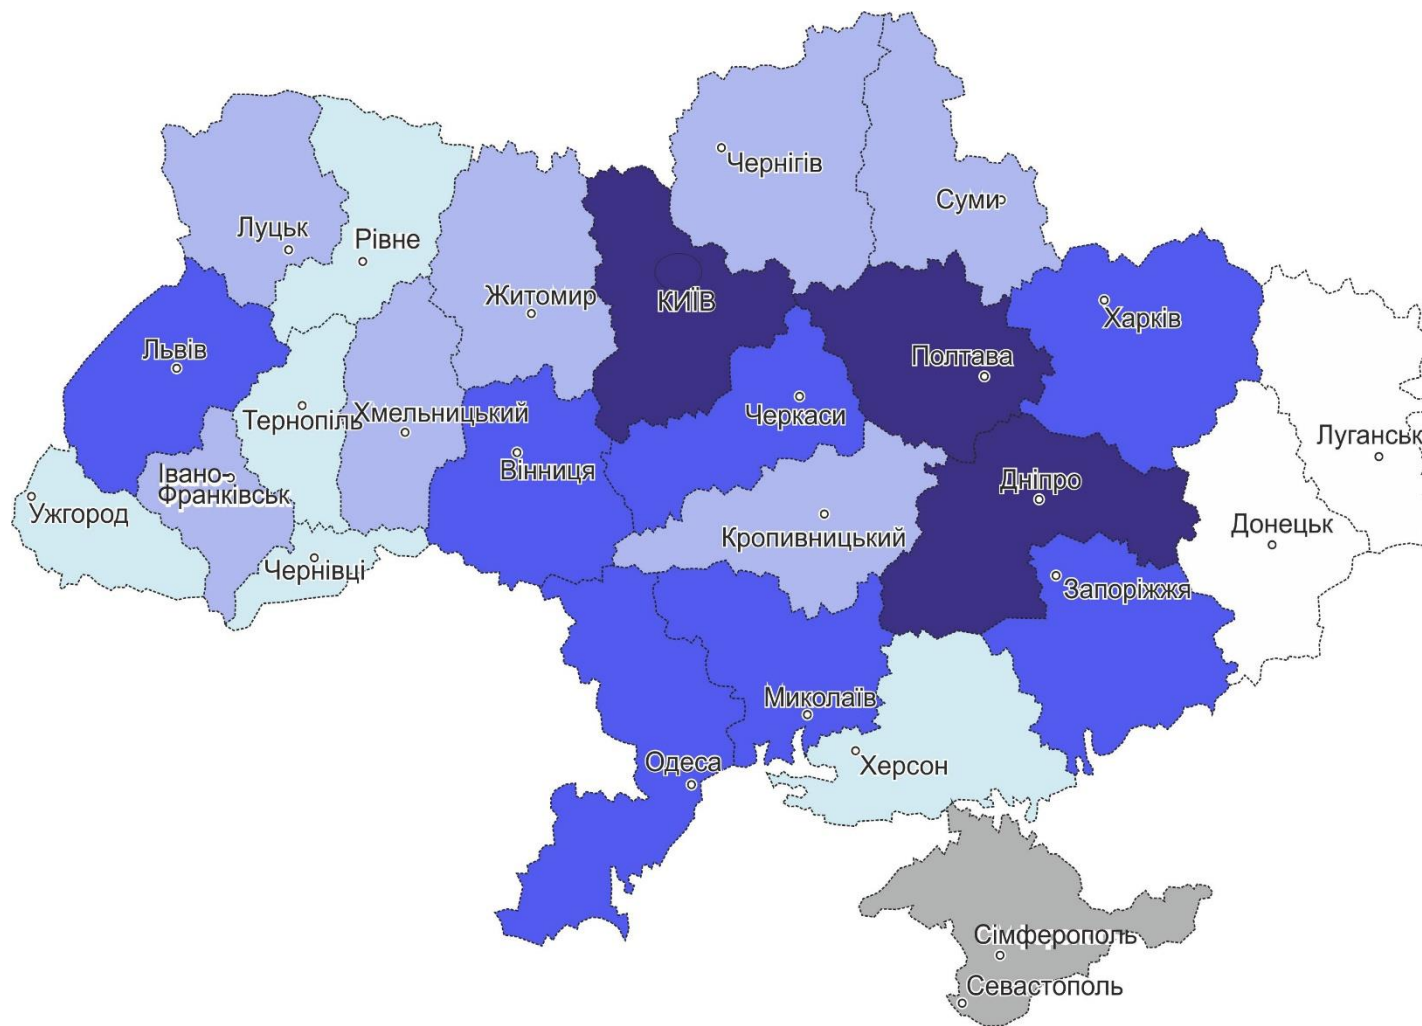 Чернігів
Суми
Луцьк
Рівне
Житомир
КИЇВ
Харків
Львів
Полтава
Тернопіль
Хмельницький
Черкаси
Луганськ
Івано-
Франківськ
Вінниця
Дніпро
Ужгород
Кропивницький
Донецьк
Чернівці
Запоріжжя
Миколаїв
Одеса
Херсон
Сімферополь
Севастополь